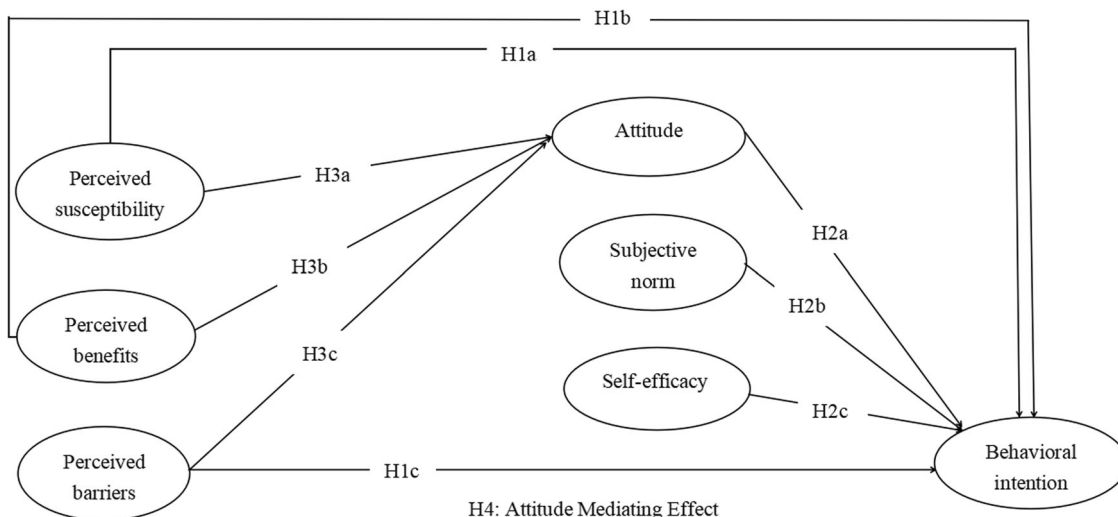 H1b
H1a
Attitude
Perceived
susceptibility
H3a
H2a
Subjective
norm
H3b
H2b
Perceived
benefits
H3c
Self-efficacy
H2c
Perceived
barriers
H1c
Behavioral
intention
H4: Attitude Mediating Effect